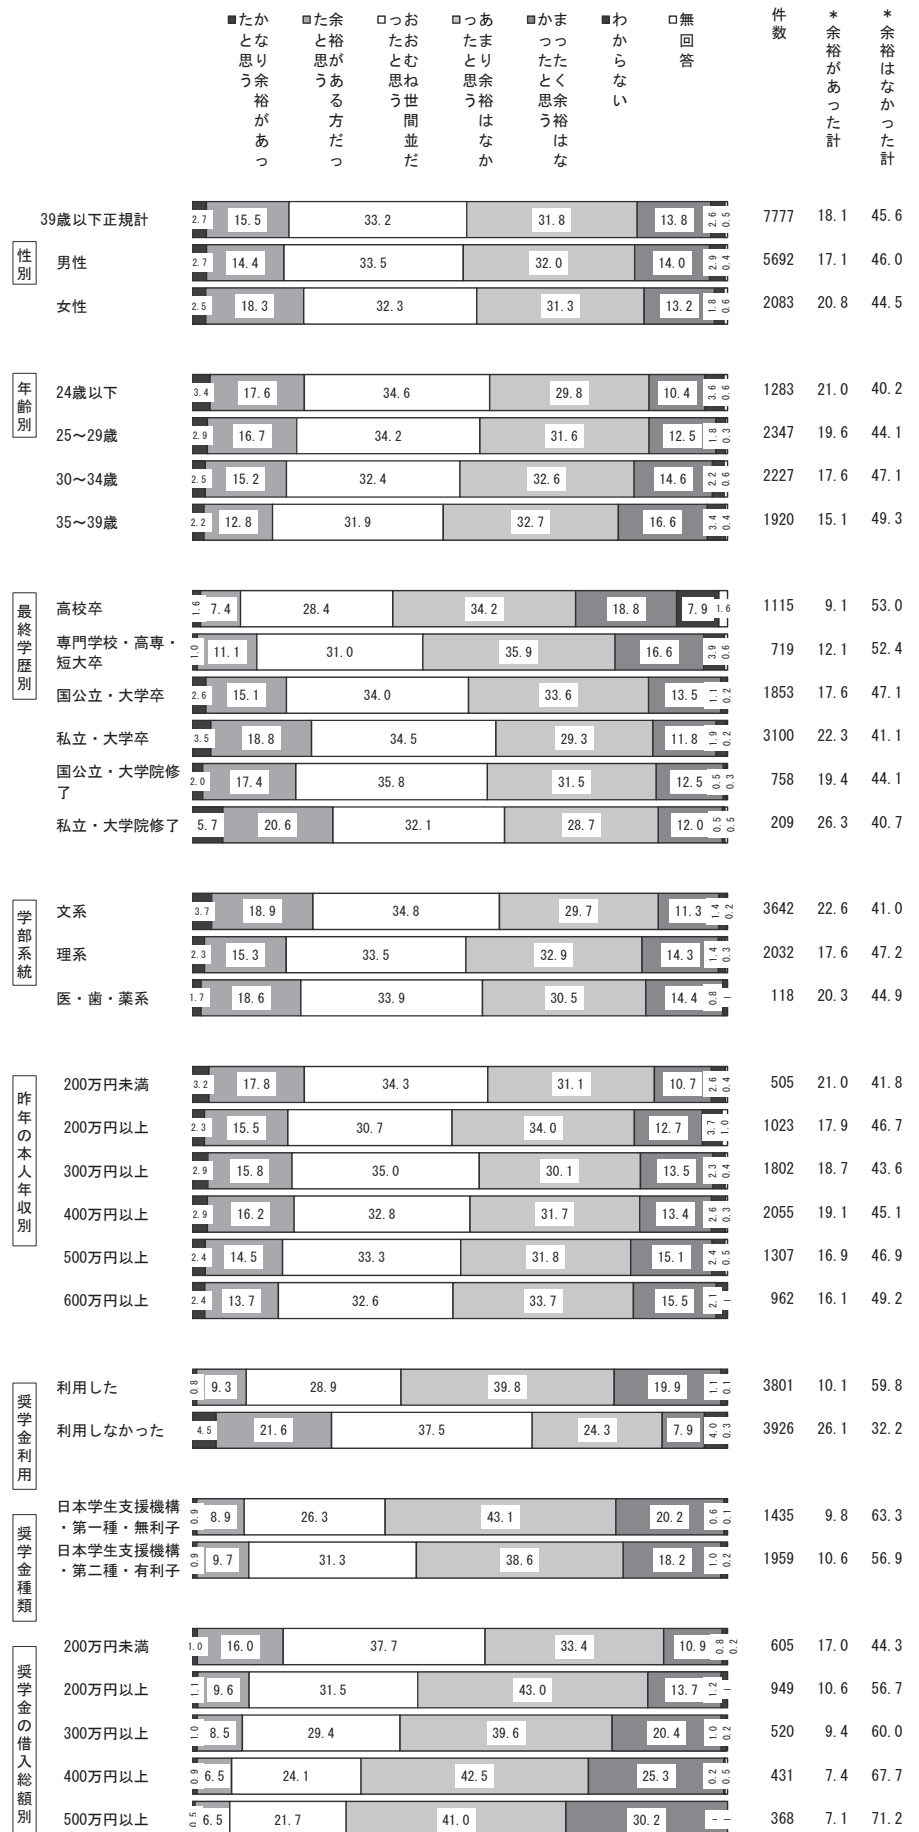 ■かなり余裕があっ
たと思う
■余裕がある方だっ
たと思う
□おおむね世間並だ
ったと思う
■あまり余裕はなか
ったと思う
■まったく余裕はな
かったと思う
■わからない
□無回答
件数
＊余裕があった計
＊余裕はなかった計
39歳以下正規計 2.7 15.5 33.2 31.8 13.8 2.6 0.5 7777 18.1 45.6
性別
男性 2.7 14.4 33.5 32.0 14.0 2.9 0.4 5692 17.1 46.0
女性 2.5 18.3 32.3 31.3 13.2 1.8 0.6 2083 20.8 44.5
年齢別
24歳以下 3.4 17.6 34.6 29.8 10.4 3.6 0.6 1283 21.0 40.2
25～29歳 2.9 16.7 34.2 31.6 12.5 1.8 0.3 2347 19.6 44.1
30～34歳 2.5 15.2 32.4 32.6 14.6 2.2 0.6 2227 17.6 47.1
35～39歳 2.2 12.8 31.9 32.7 16.6 3.4 0.4 1920 15.1 49.3
最終学歴別
高校卒 1.6 7.4 28.4 34.2 18.8 7.9 1.6 1115 9.1 53.0
専門学校・高専・
短大卒 1.0 11.1 31.0 35.9 16.6 3.9 0.6 719 12.1 52.4
国公立・大学卒 2.6 15.1 34.0 33.6 13.5 1.1 0.2 1853 17.6 47.1
私立・大学卒 3.5 18.8 34.5 29.3 11.8 1.9 0.2 3100 22.3 41.1
国公立・大学院修
了 2.0 17.4 35.8 31.5 12.5 0.5 0.3 758 19.4 44.1
私立・大学院修了 5.7 20.6 32.1 28.7 12.0 0.5 0.5 209 26.3 40.7
学部系統
文系 3.7 18.9 34.8 29.7 11.3 1.4 0.2 3642 22.6 41.0
理系 2.3 15.3 33.5 32.9 14.3 1.4 0.3 2032 17.6 47.2
医・歯・薬系 1.7 18.6 33.9 30.5 14.4 0.8 - 118 20.3 44.9
昨年の本人年収別
200万円未満 3.2 17.8 34.3 31.1 10.7 2.6 0.4 505 21.0 41.8
200万円以上 2.3 15.5 30.7 34.0 12.7 3.7 1.0 1023 17.9 46.7
300万円以上 2.9 15.8 35.0 30.1 13.5 2.3 0.4 1802 18.7 43.6
400万円以上 2.9 16.2 32.8 31.7 13.4 2.6 0.3 2055 19.1 45.1
500万円以上 2.4 14.5 33.3 31.8 15.1 2.4 0.5 1307 16.9 46.9
600万円以上 2.4 13.7 32.6 33.7 15.5 2.1 - 962 16.1 49.2
奨学金利用
利用した 0.8 9.3 28.9 39.8 19.9 1.1 0.1 3801 10.1 59.8
利用しなかった 4.5 21.6 37.5 24.3 7.9 4.0 0.3 3926 26.1 32.2
奨学金種類
日本学生支援機構
・第一種・無利子 0.9 8.9 26.3 43.1 20.2 0.6 0.1 1435 9.8 63.3
日本学生支援機構
・第二種・有利子 0.9 9.7 31.3 38.6 18.2 1.0 0.2 1959 10.6 56.9
奨学金の借入総額別
200万円未満 1.0 16.0 37.7 33.4 10.9 0.8 0.2 605 17.0 44.3
200万円以上 1.1 9.6 31.5 43.0 13.7 1.2 - 949 10.6 56.7
300万円以上 1.0 8.5 29.4 39.6 20.4 1.0 0.2 520 9.4 60.0
400万円以上 0.9 6.5 24.1 42.5 25.3 0.2 0.5 431 7.4 67.7
500万円以上 0.5 6.5 21.7 41.0 30.2 - - 368 7.1 71.2